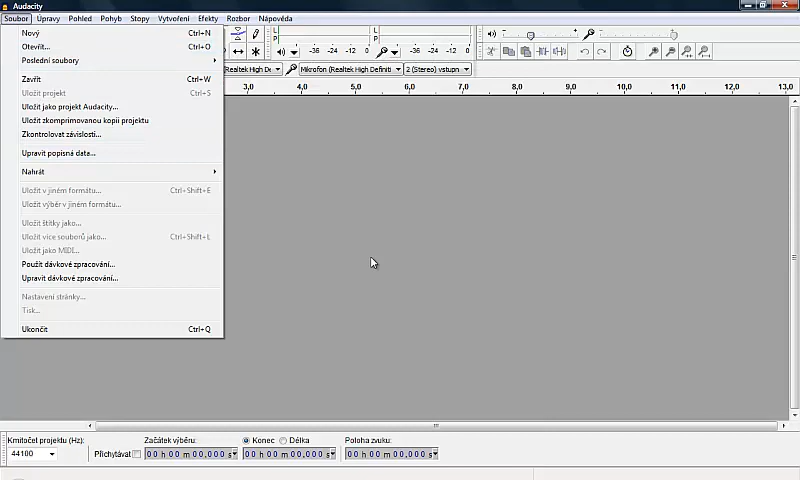 Audacity
Soubor Úpravy Pohled Pohyb Stopy Vytvoření Efekty Rozbor Nápověda
Nový Ctrl+N
Otevřít... Ctrl+O
Poslední soubory
Zavřít Ctrl+W
Uložit projekt Ctrl+S
Uložit jako projekt Audacity...
Uložit zkomprimovanou kopii projektu
Zkontrolovat závislosti...
Upravit popisná data...
Nahrát
Uložit v jiném formátu... Ctrl+Shift+E
Uložit výběr v jiném formátu...
Uložit štítky jako...
Uložit více souborů jako... Ctrl+Shift+L
Uložit jako MIDI...
Použít dávkové zpracování...
Upravit dávkové zpracování...
Nastavení stránky...
Tisk...
Ukončit Ctrl+Q
L
P
-36 -24 -12 0
L
P
-36 -24 -12 0
Realtek High De
Mikrofon (Realtek High Definiti
2 (Stereo) vstupn
3,0 4,0 5,0 6,0 7,0 8,0 9,0 10,0 11,0 12,0 13,0
Kmitočet projektu (Hz):
44100
Přichytávat
Začátek výběru:
00 h 00 m 00,000 s
Konec Délka
00 h 00 m 00,000 s
Poloha zvuku:
00 h 00 m 00,000 s